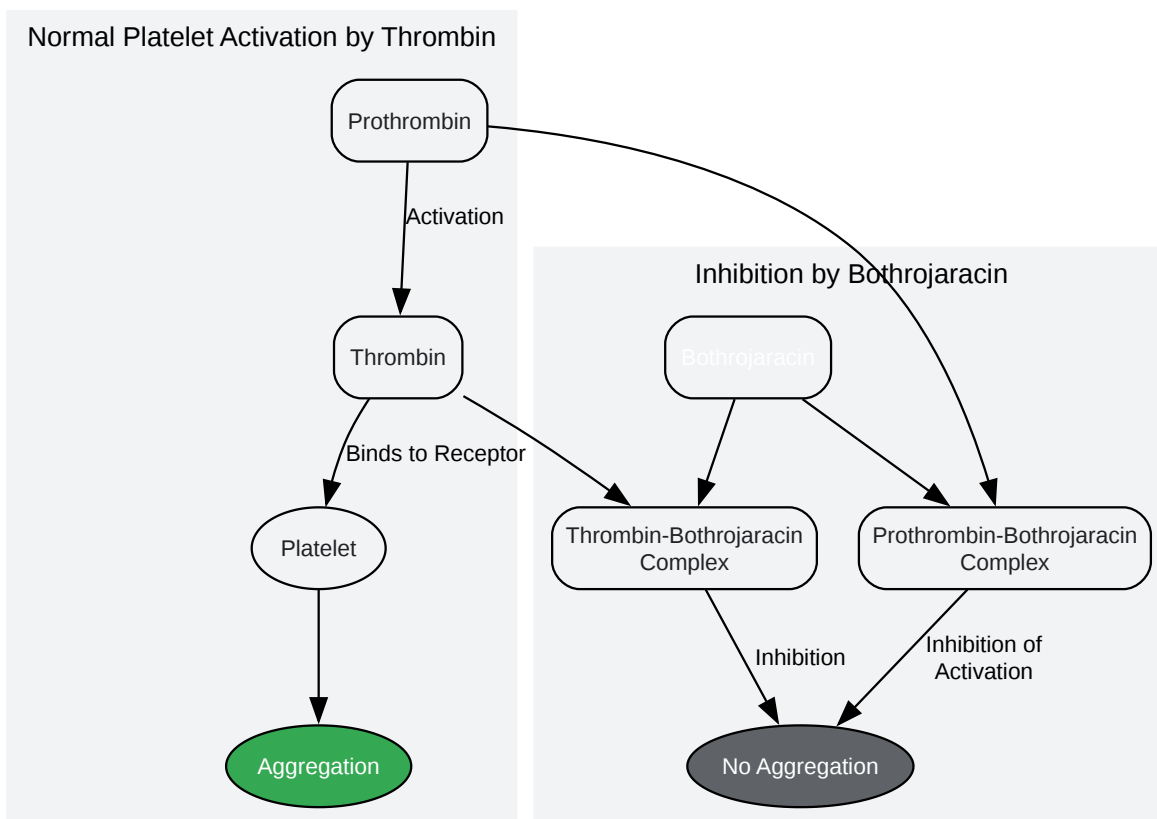 Normal Platelet Activation by Thrombin
Prothrombin
Activation
Inhibition by Bothrojaracin
Thrombin
Bothrojaracin
Binds to Receptor
Platelet
Thrombin-Bothrojaracin
Complex
Prothrombin-Bothrojaracin
Complex
Inhibition
Inhibition of
Activation
Aggregation
No Aggregation